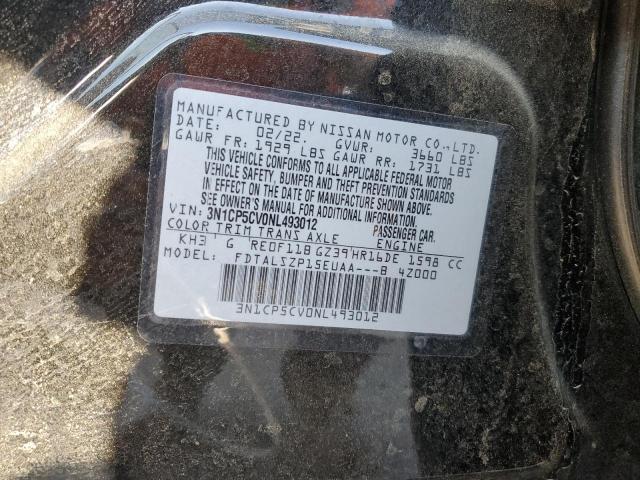 MANUFACTURED BY NISSAN MOTOR CO.,LTD.
DATE: 02/22. GVWR: 3660 LBS
GAWR FR: 1929 LBS GAWR RR: 1731 LBS
THIS VEHICLE CONFORMS TO ALL APPLICABLE FEDERAL MOTOR
VEHICLE SAFETY, BUMPER AND THEFT PREVENTION STANDARDS
IN EFFECT ON THE DATE OF MANUFACTURE SHOWN ABOVE.
SEE OWNER'S MANUAL FOR ADDITIONAL INFORMATION.
VIN: 3N1CP5CV0NL493012 PASSENGER CAR.
COLOR TRIM TRANS AXLE ENGINE
KH3 G RE0F11B GZ39 HR16DE 1598 CC
MODEL: FDTALSZP15EUAA---B 4Z000
3N1CP5CV0NL493012